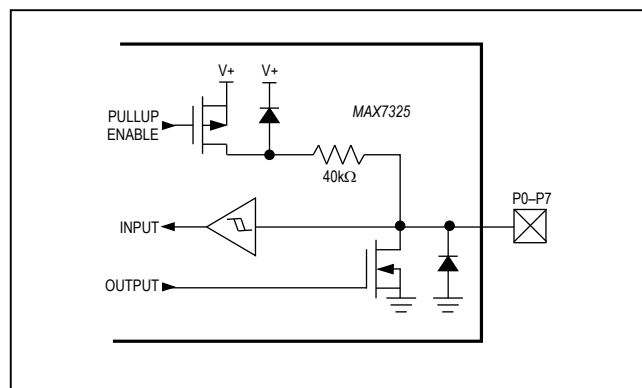 V+ V+
MAX7325
PULLUP
ENABLE
40kΩ
P0–P7
INPUT
OUTPUT